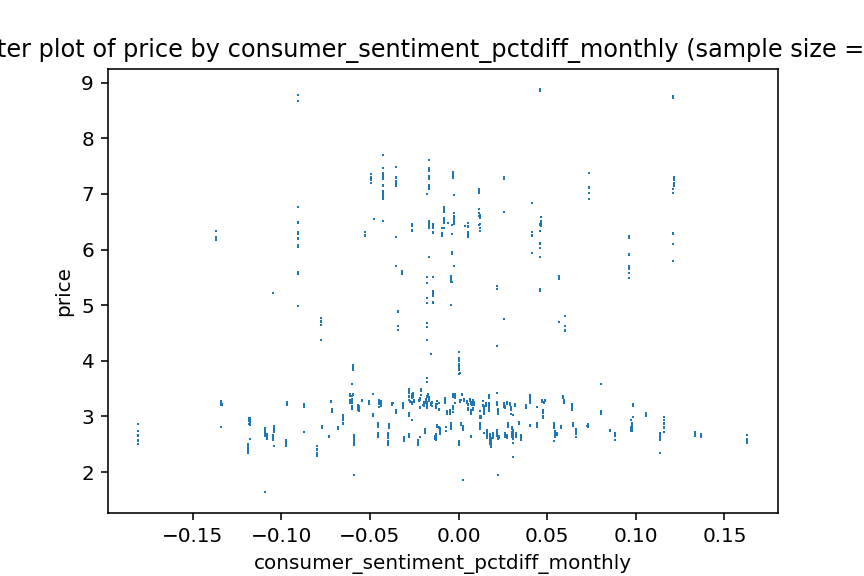 ter plot of price by consumer_sentiment_pctdiff_monthly (sample size =
9
8
7
6
5
4
3
2
price
−0.15 −0.10 −0.05 0.00 0.05 0.10 0.15
consumer_sentiment_pctdiff_monthly